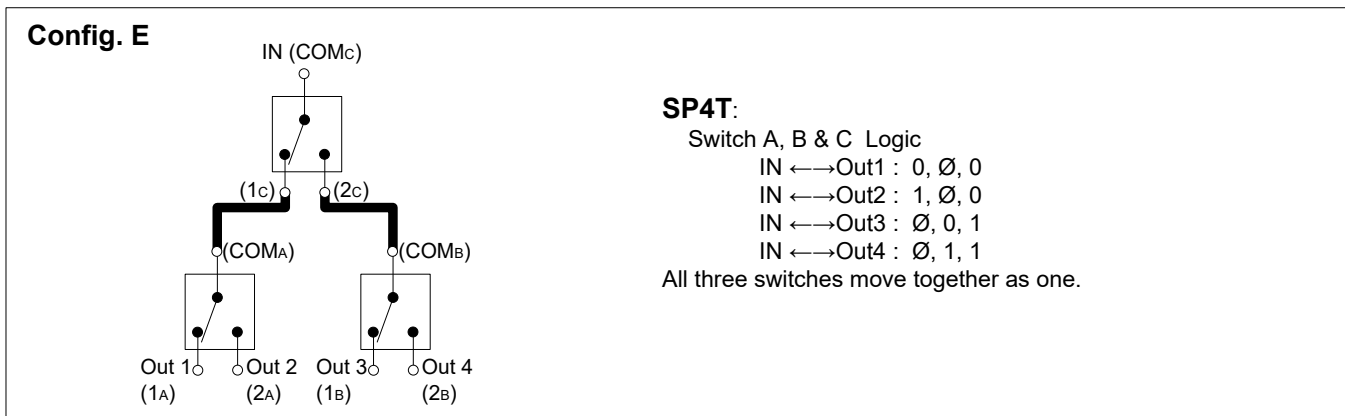 Config. E
IN (COMC)
(1C) (2C)
(COMA) (COMB)
Out 1 Out 2 Out 3 Out 4
(1A) (2A) (1B) (2B)
SP4T:
Switch A, B & C Logic
IN ←→Out1 : 0, Ø, 0
IN ←→Out2 : 1, Ø, 0
IN ←→Out3 : Ø, 0, 1
IN ←→Out4 : Ø, 1, 1
All three switches move together as one.